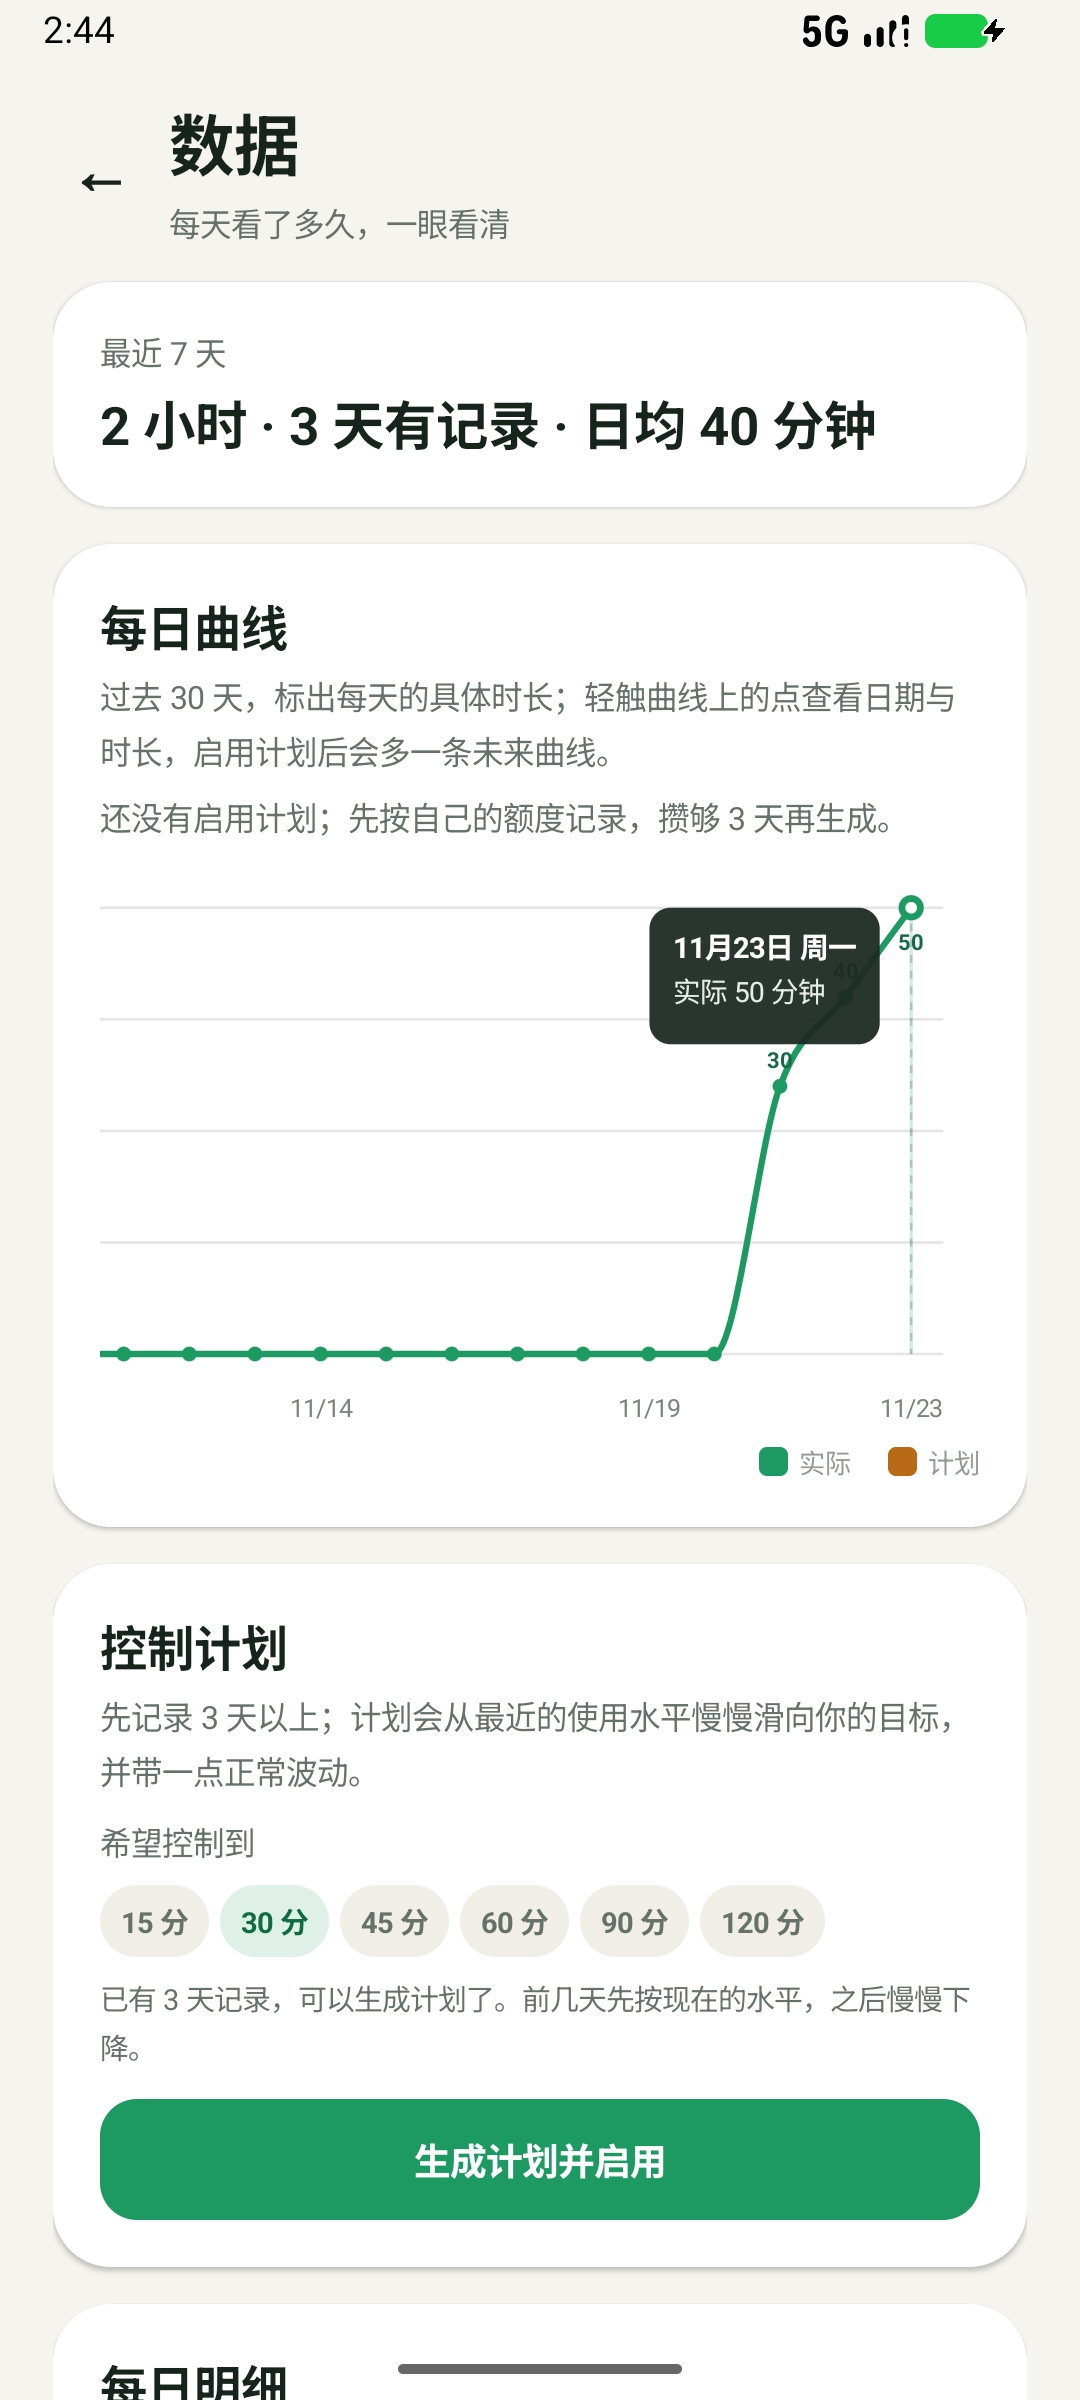 2:44
5G
数据
每天看了多久，一眼看清
最近 7 天
2 小时 · 3 天有记录 · 日均 40 分钟
每日曲线
过去 30 天，标出每天的具体时长；轻触曲线上的点查看日期与
时长，启用计划后会多一条未来曲线。
还没有启用计划；先按自己的额度记录，攒够 3 天再生成。
11月23日 周一
实际 50 分钟
50
40
30
11/14
11/19
11/23
实际
计划
控制计划
先记录 3 天以上；计划会从最近的使用水平慢慢滑向你的目标，
并带一点正常波动。
希望控制到
15 分
30 分
45 分
60 分
90 分
120 分
已有 3 天记录，可以生成计划了。前几天先按现在的水平，之后慢慢下
降。
生成计划并启用
每日明细